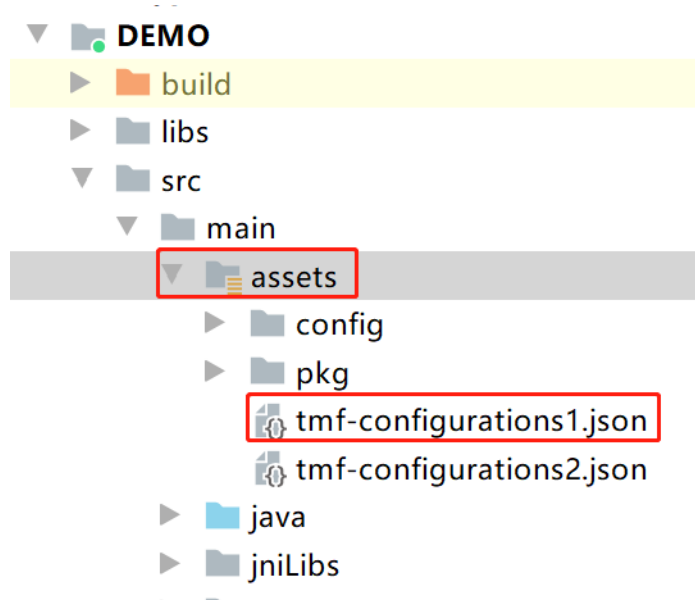 DEMO
build
libs
src
main
assets
config
pkg
tmf-configurations1.json
tmf-configurations2.json
java
jniLibs